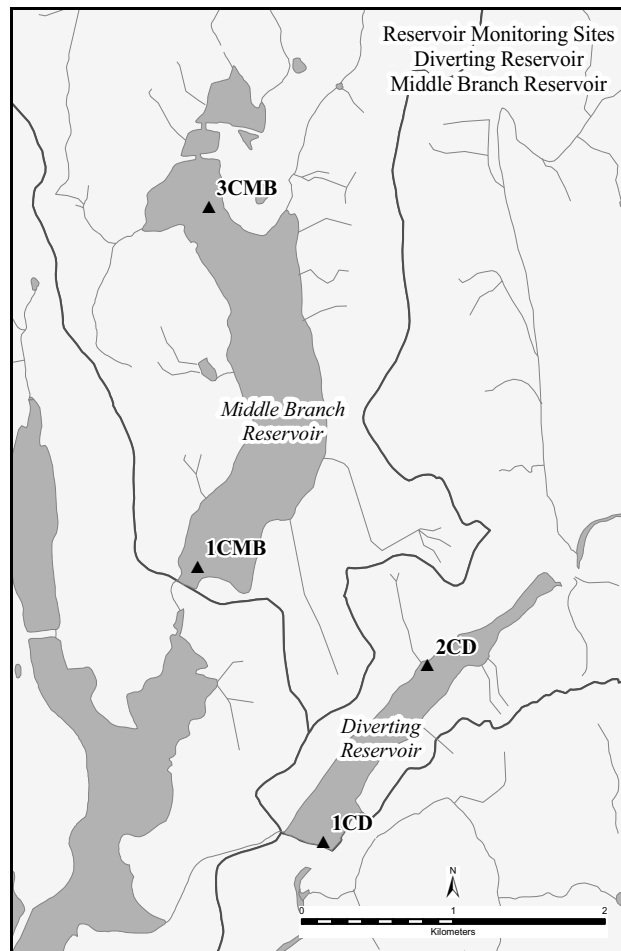 Reservoir Monitoring Sites
Diverting Reservoir
Middle Branch Reservoir
3CMB
Middle Branch
Reservoir
1CMB
2CD
Diverting
Reservoir
1CD
N
0 1 2
Kilometers